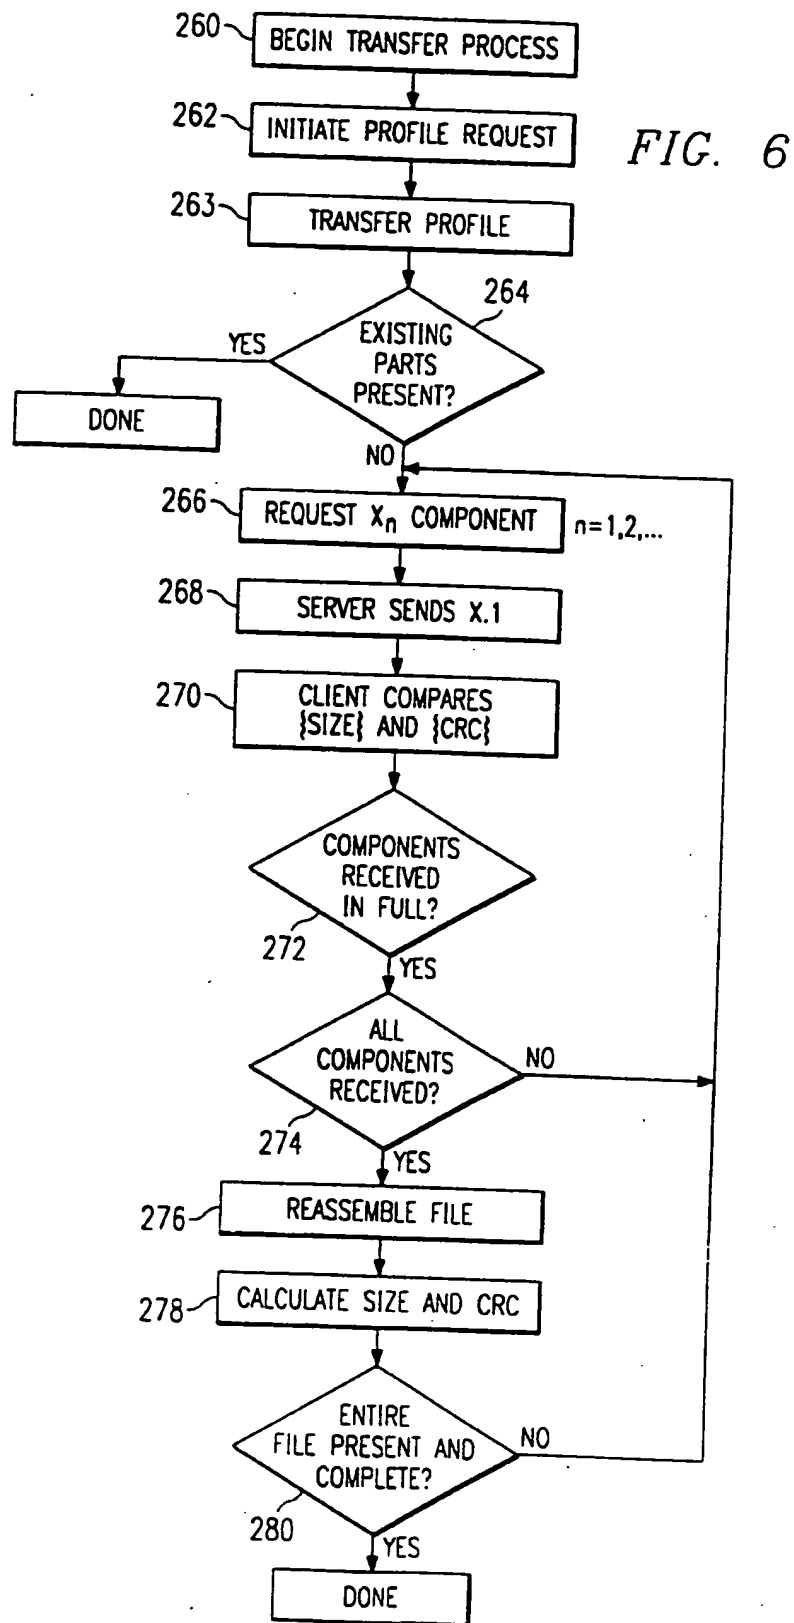 260
BEGIN TRANSFER PROCESS
262
INITIATE PROFILE REQUEST
FIG. 6
263
TRANSFER PROFILE
264
EXISTING
PARTS
PRESENT?
YES
DONE
NO
266
REQUEST Xn COMPONENT
n=1,2,...
268
SERVER SENDS X.1
270
CLIENT COMPARES
{SIZE} AND {CRC}
COMPONENTS
RECEIVED
IN FULL?
272
YES
ALL
COMPONENTS
RECEIVED?
NO
274
YES
276
REASSEMBLE FILE
278
CALCULATE SIZE AND CRC
ENTIRE
FILE PRESENT AND
COMPLETE?
NO
280
YES
DONE